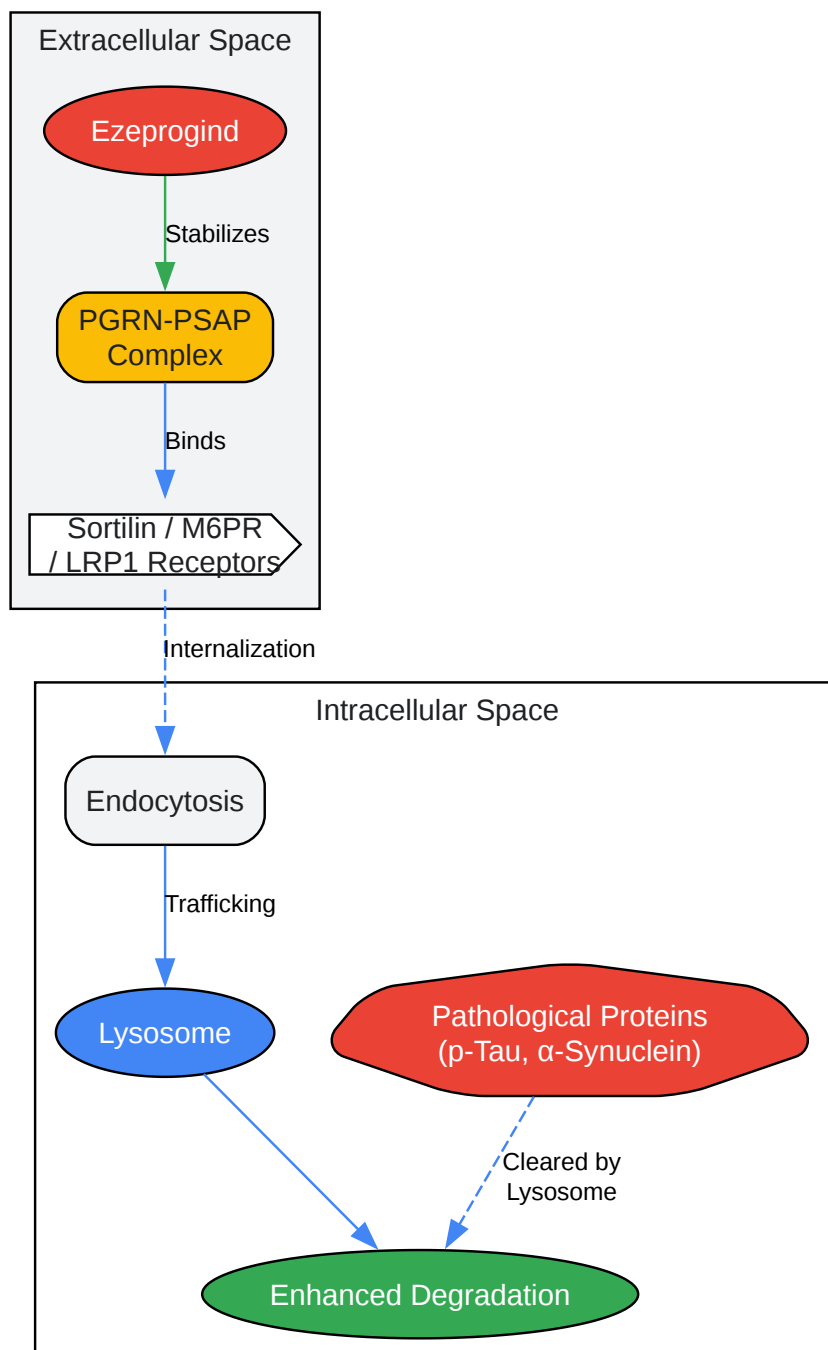 Extracellular Space
Ezeprogind
Stabilizes
PGRN-PSAP
Complex
Binds
Sortilin / M6PR
/ LRP1 Receptors
Internalization
Intracellular Space
Endocytosis
Trafficking
Lysosome
Pathological Proteins
(p-Tau, α-Synuclein)
Cleared by
Lysosome
Enhanced Degradation